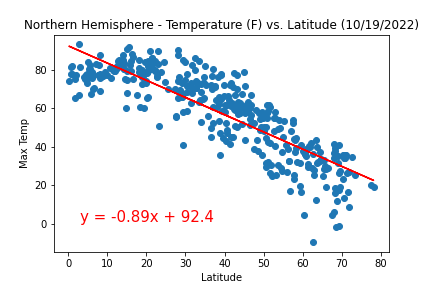 Northern Hemisphere - Temperature (F) vs. Latitude (10/19/2022)
Max Temp
80
60
40
20
0
y = -0.89x + 92.4
0 10 20 30 40 50 60 70 80
Latitude